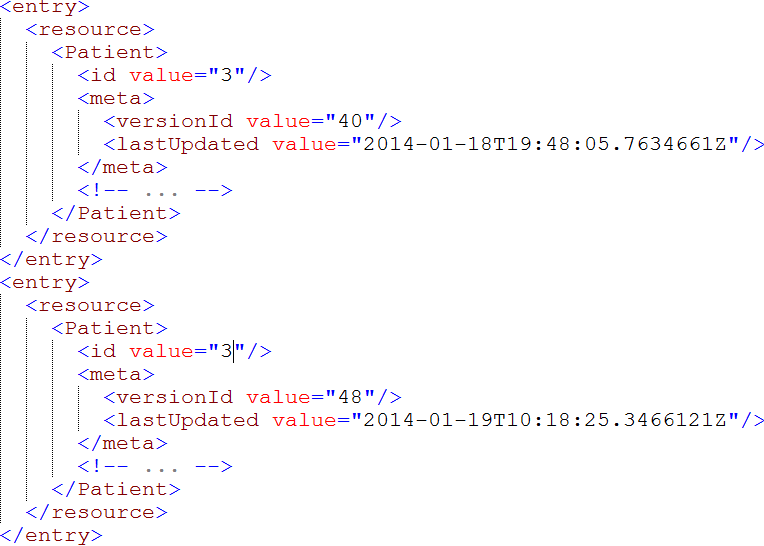 <entry>
  <resource>
    <Patient>
      <id value="3"/>
      <meta>
        <versionId value="40"/>
        <lastUpdated value="2014-01-18T19:48:05.7634661Z"/>
      </meta>
      <!-- ... -->
    </Patient>
  </resource>
</entry>
<entry>
  <resource>
    <Patient>
      <id value="3"/>
      <meta>
        <versionId value="48"/>
        <lastUpdated value="2014-01-19T10:18:25.3466121Z"/>
      </meta>
      <!-- ... -->
    </Patient>
  </resource>
</entry>